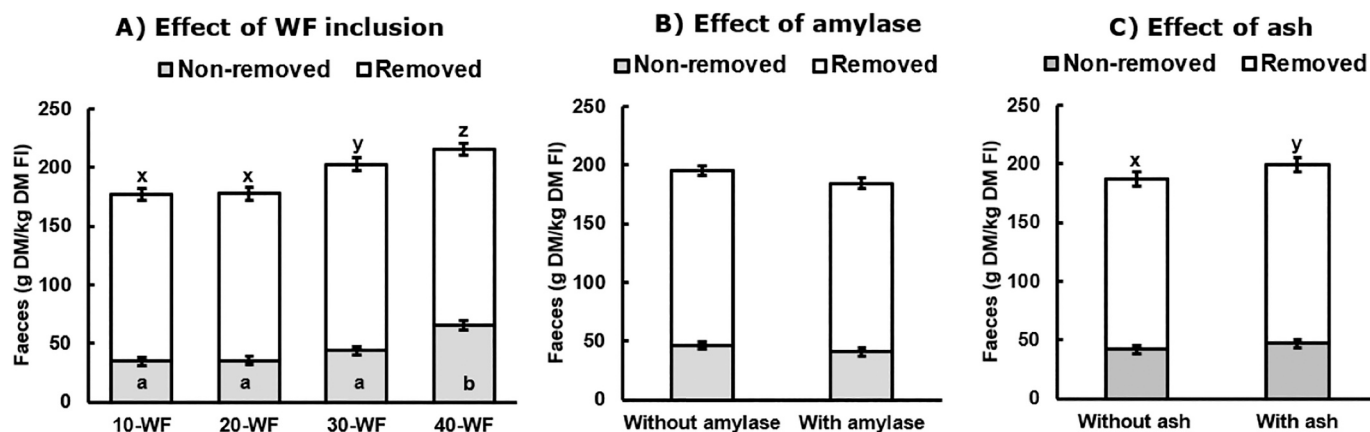 A) Effect of WF inclusion
Non-removed Removed
Faeces (g DM/kg DM FI)
250
200
150
100
50
0
x x y z
a a a b
10-WF 20-WF 30-WF 40-WF
B) Effect of amylase
Non-removed Removed
Faeces (g DM/kg DM FI)
250
200
150
100
50
0
Without amylase With amylase
C) Effect of ash
Non-removed Removed
Faeces (g DM/kg DM FI)
250
200
150
100
50
0
x y
Without ash With ash